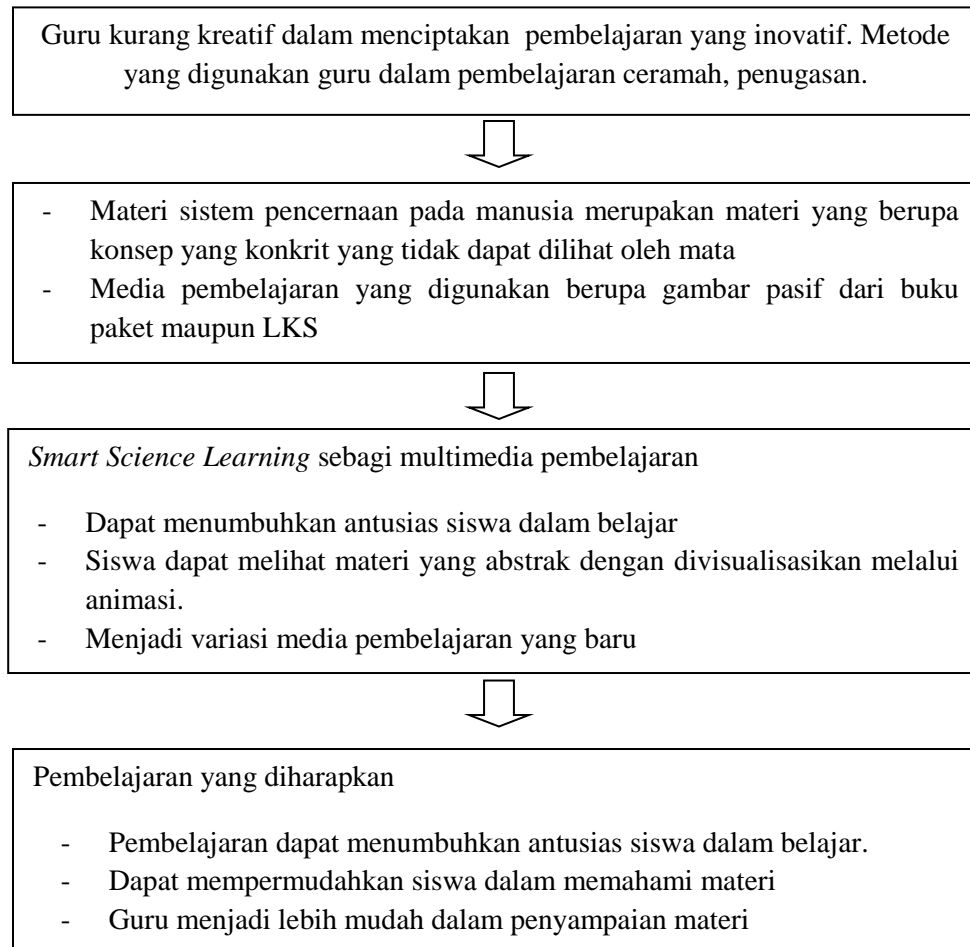 Guru kurang kreatif dalam menciptakan pembelajaran yang inovatif. Metode
yang digunakan guru dalam pembelajaran ceramah, penugasan.
- Materi sistem pencernaan pada manusia merupakan materi yang berupa
konsep yang konkrit yang tidak dapat dilihat oleh mata
- Media pembelajaran yang digunakan berupa gambar pasif dari buku
paket maupun LKS
Smart Science Learning sebagi multimedia pembelajaran
- Dapat menumbuhkan antusias siswa dalam belajar
- Siswa dapat melihat materi yang abstrak dengan divisualisasikan melalui
animasi.
- Menjadi variasi media pembelajaran yang baru
Pembelajaran yang diharapkan
- Pembelajaran dapat menumbuhkan antusias siswa dalam belajar.
- Dapat mempermudahkan siswa dalam memahami materi
- Guru menjadi lebih mudah dalam penyampaian materi